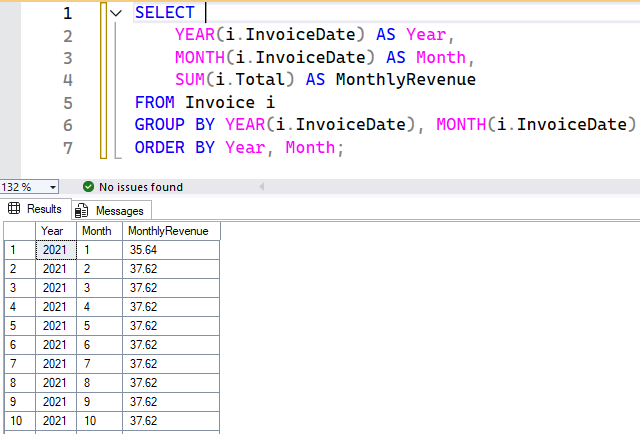 1 SELECT
2 YEAR(i.InvoiceDate) AS Year,
3 MONTH(i.InvoiceDate) AS Month,
4 SUM(i.Total) AS MonthlyRevenue
5 FROM Invoice i
6 GROUP BY YEAR(i.InvoiceDate), MONTH(i.InvoiceDate)
7 ORDER BY Year, Month;
132 % No issues found
Results Messages
Year Month MonthlyRevenue
1 2021 1 35.64
2 2021 2 37.62
3 2021 3 37.62
4 2021 4 37.62
5 2021 5 37.62
6 2021 6 37.62
7 2021 7 37.62
8 2021 8 37.62
9 2021 9 37.62
10 2021 10 37.62